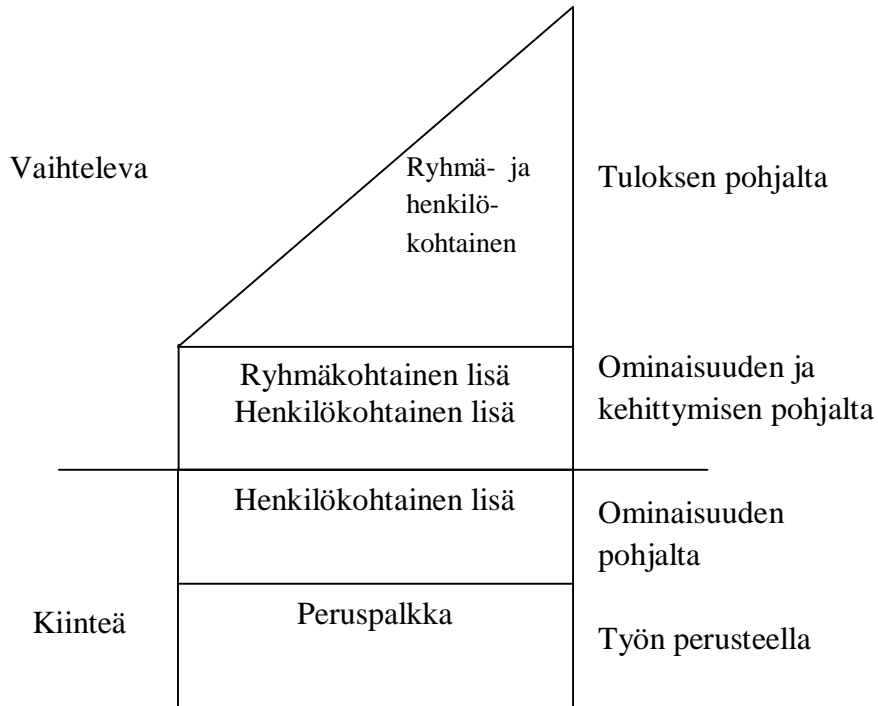 Vaihteleva
Ryhmä- ja
henkilö-
kohtainen
Tuloksen pohjalta
Ryhmäkohtainen lisä
Henkilökohtainen lisä
Ominaisuuden ja
kehittymisen pohjalta
Henkilökohtainen lisä
Ominaisuuden
pohjalta
Kiinteä
Peruspalkka
Työn perusteella